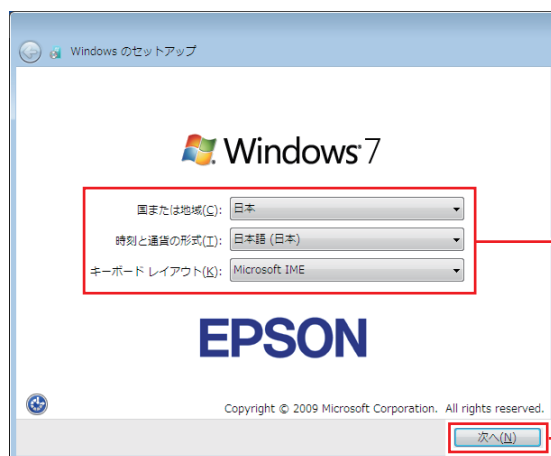 Windows のセットアップ
Windows 7
国または地域(C): 日本
時刻と通貨の形式(T): 日本語 (日本)
キーボード レイアウト(K): Microsoft IME
EPSON
Copyright © 2009 Microsoft Corporation. All rights reserved.
次へ(N)